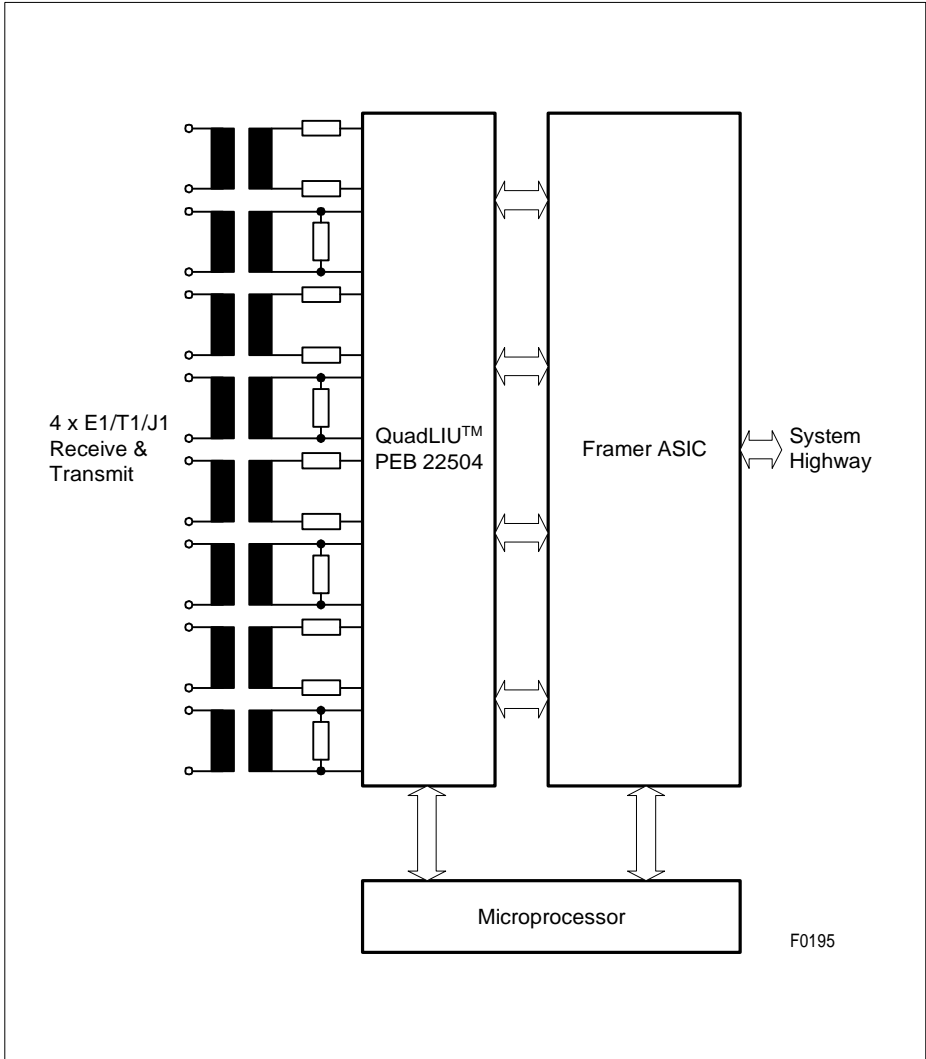 4 x E1/T1/J1
Receive &
Transmit
QuadLIU™
PEB 22504
Framer ASIC
System
Highway
Microprocessor
F0195